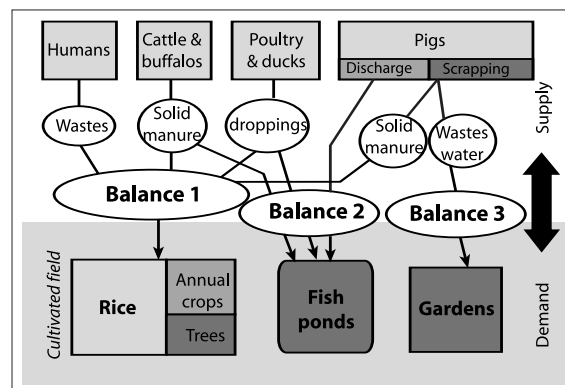 Humans
Cattle &
buffalos
Poultry
& ducks
Pigs
Discharge
Scrapping
Wastes
Solid
manure
droppings
Solid
manure
Wastes
water
Supply
Balance 1
Balance 2
Balance 3
Cultivated field
Rice
Annual
crops
Trees
Fish
ponds
Gardens
Demand